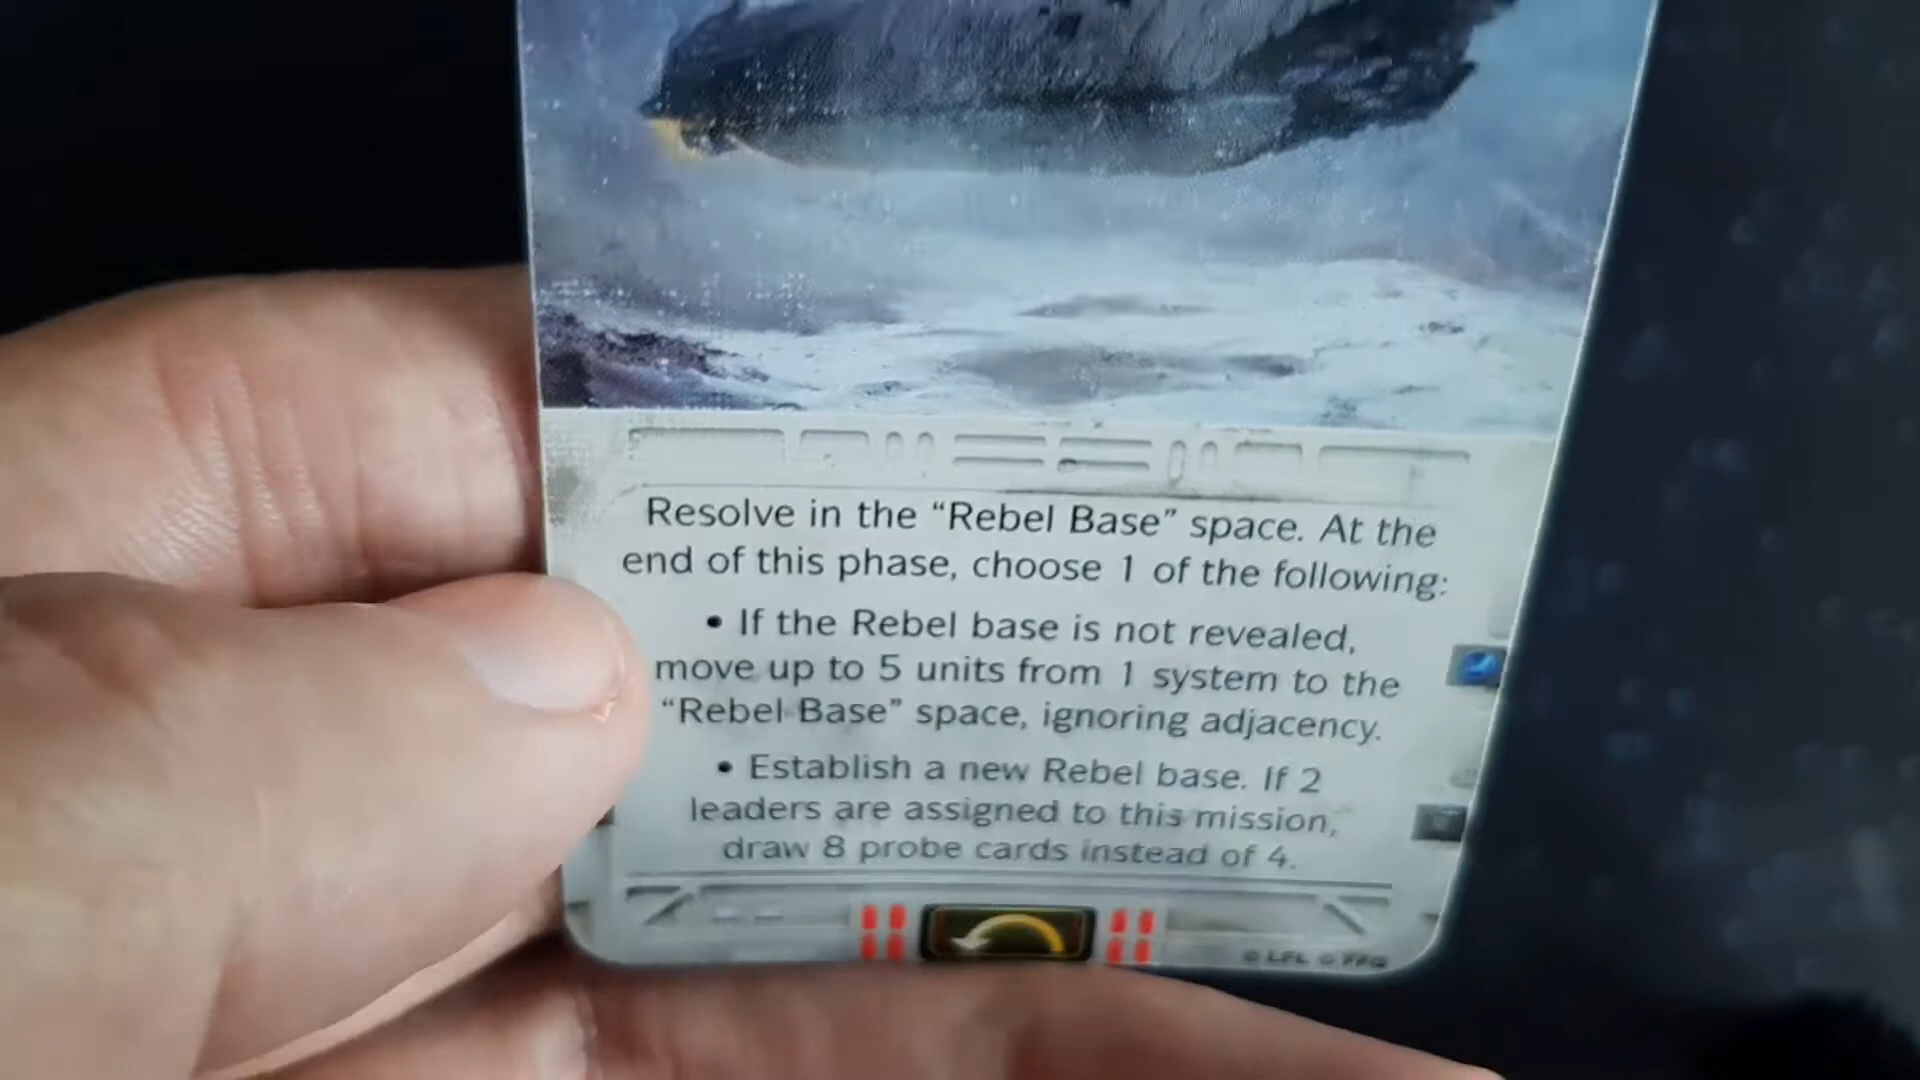 Resolve in the “Rebel Base” space. At the
end of this phase, choose 1 of the following:
• If the Rebel base is not revealed,
move up to 5 units from 1 system to the
“Rebel Base” space, ignoring adjacency.
• Establish a new Rebel base. If 2
leaders are assigned to this mission,
draw 8 probe cards instead of 4.
© LFL © FFG